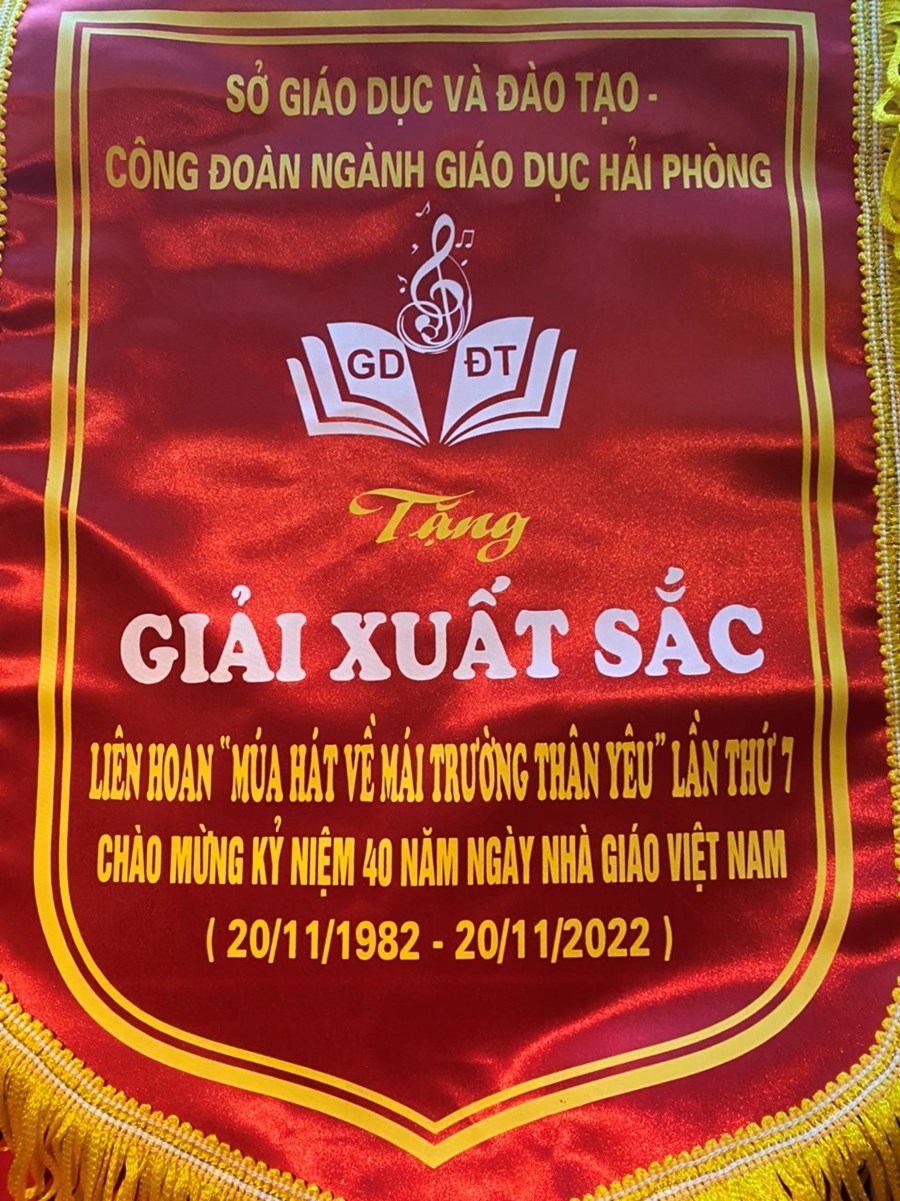 SỞ GIÁO DỤC VÀ ĐÀO TẠO -
CÔNG ĐOÀN NGÀNH GIÁO DỤC HẢI PHÒNG
GD ĐT
Tặng
GIẢI XUẤT SẮC
LIÊN HOAN "MÚA HÁT VỀ MÁI TRƯỜNG THÂN YÊU" LẦN THỨ 7
CHÀO MỪNG KỶ NIỆM 40 NĂM NGÀY NHÀ GIÁO VIỆT NAM
( 20/11/1982 - 20/11/2022 )